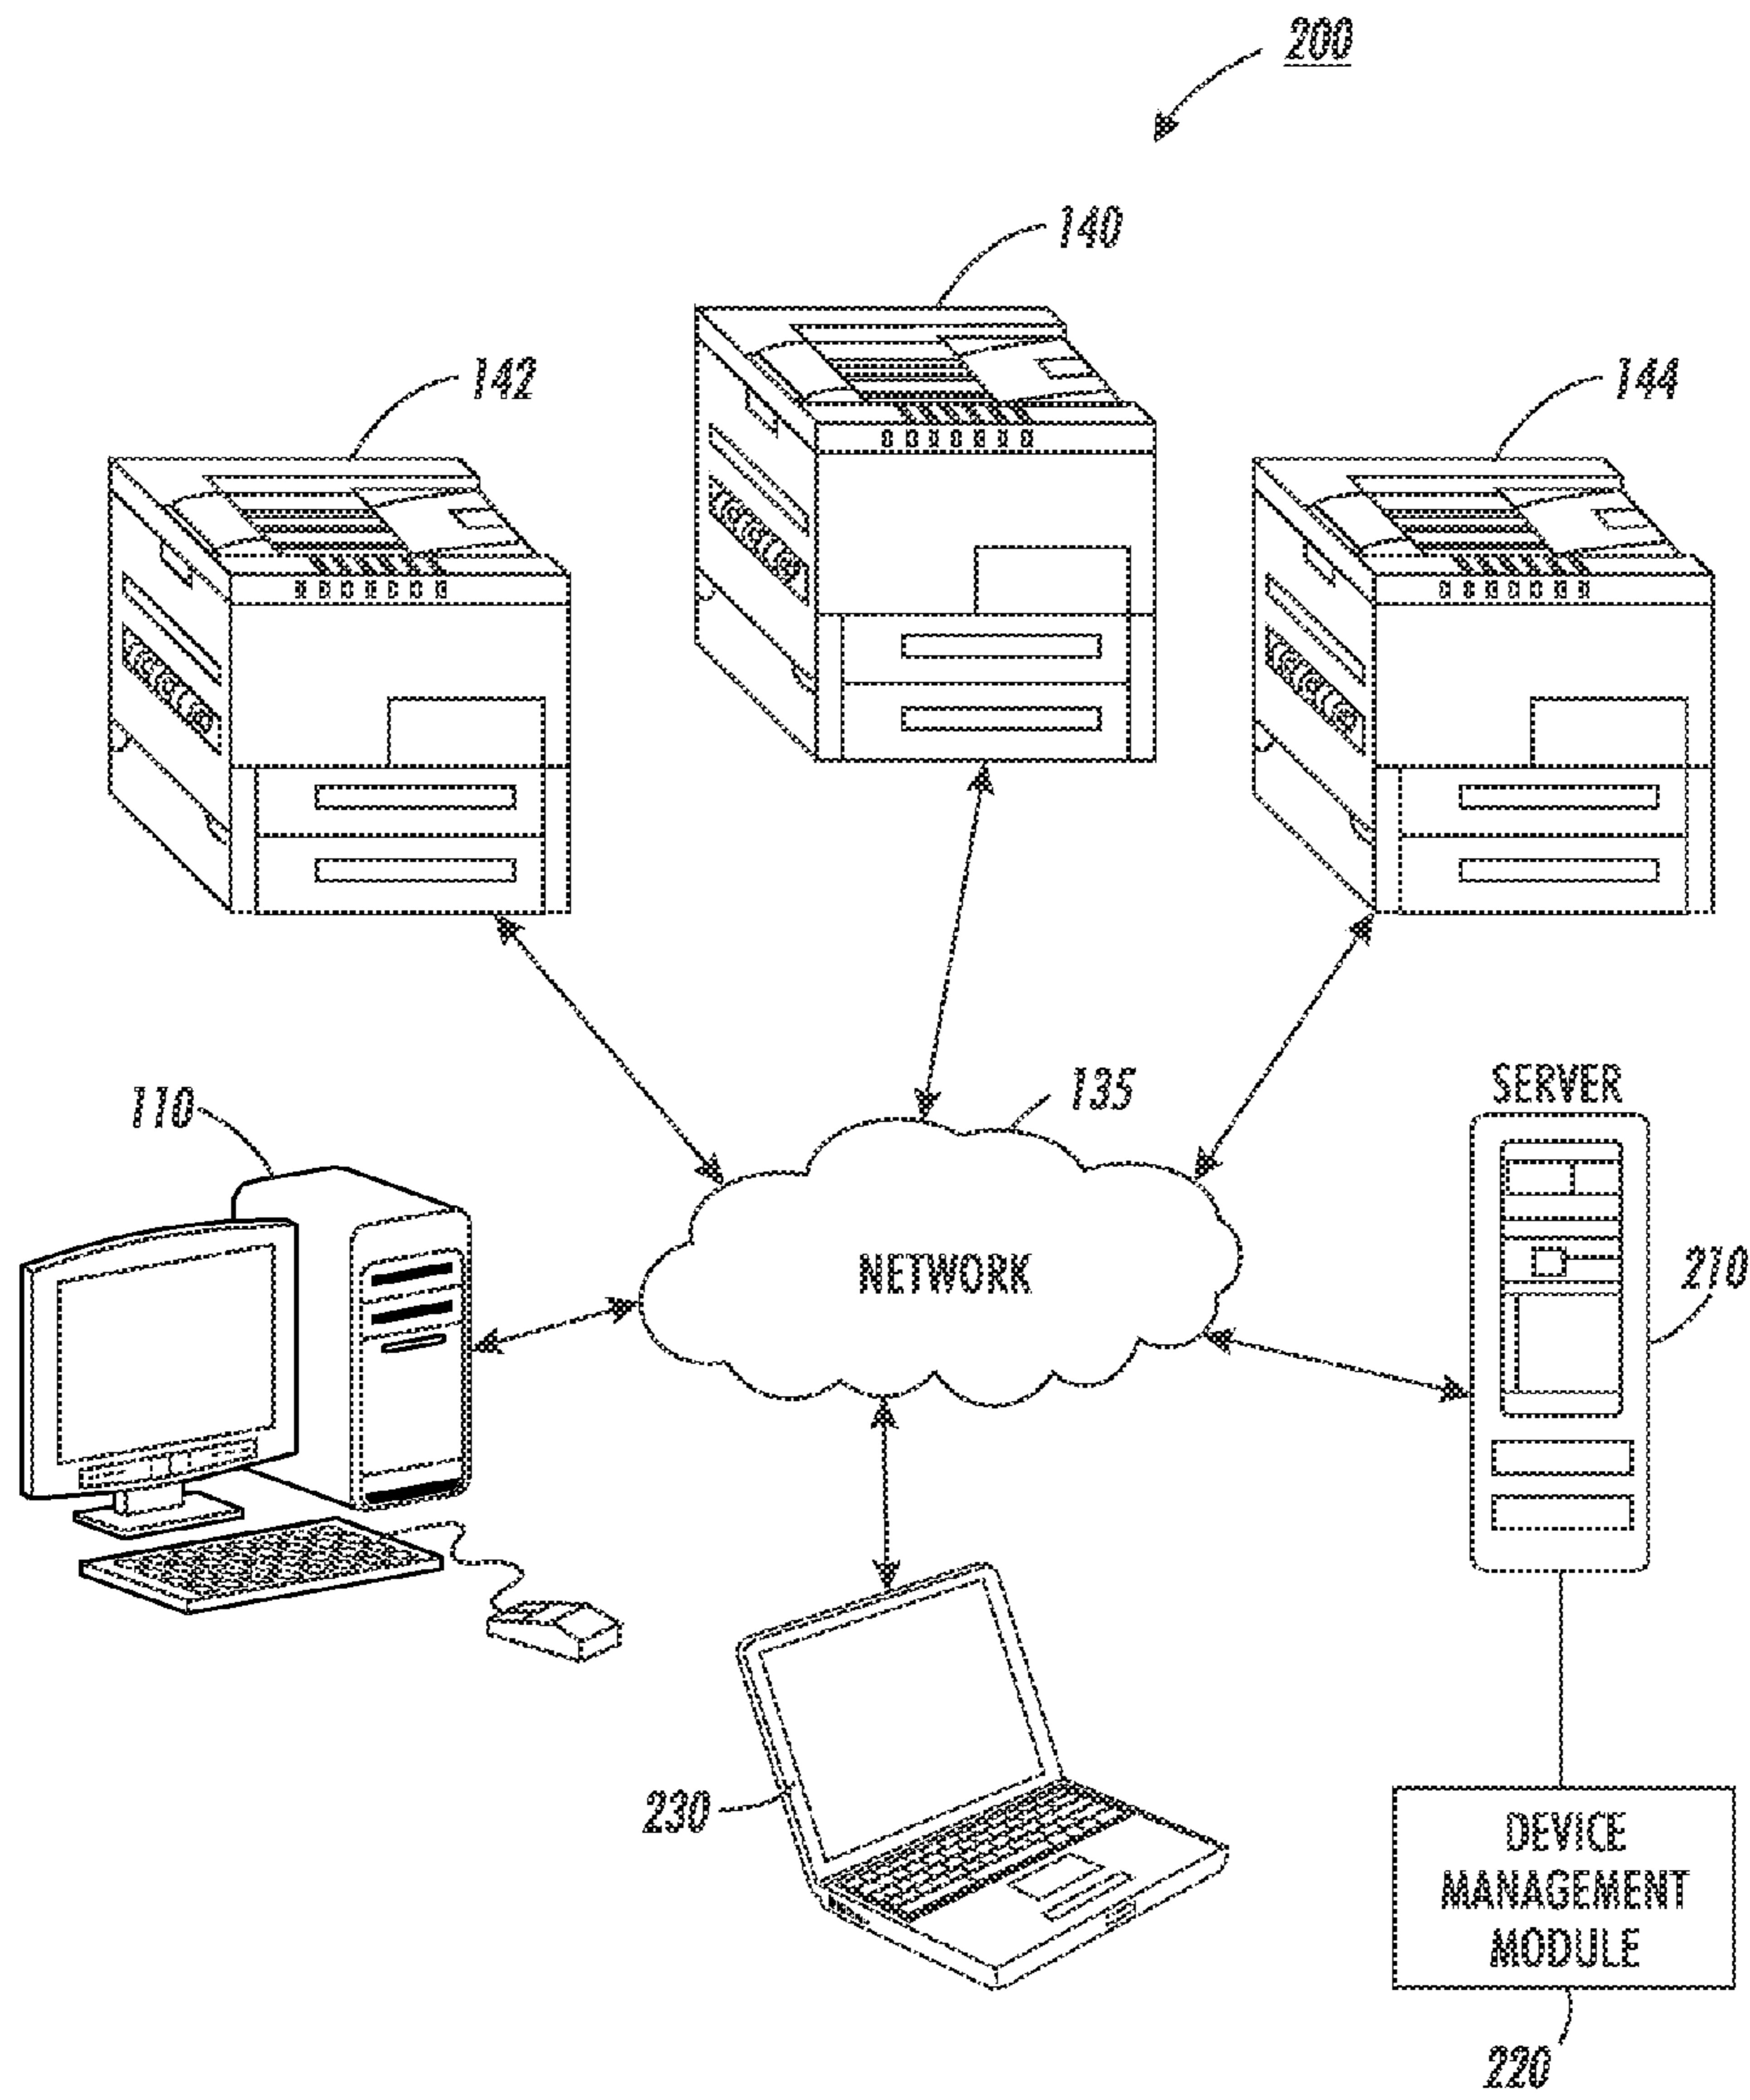 200
140
142
144
135
SERVER
110
NETWORK
210
230
DEVICE
MANAGEMENT
MODULE
220